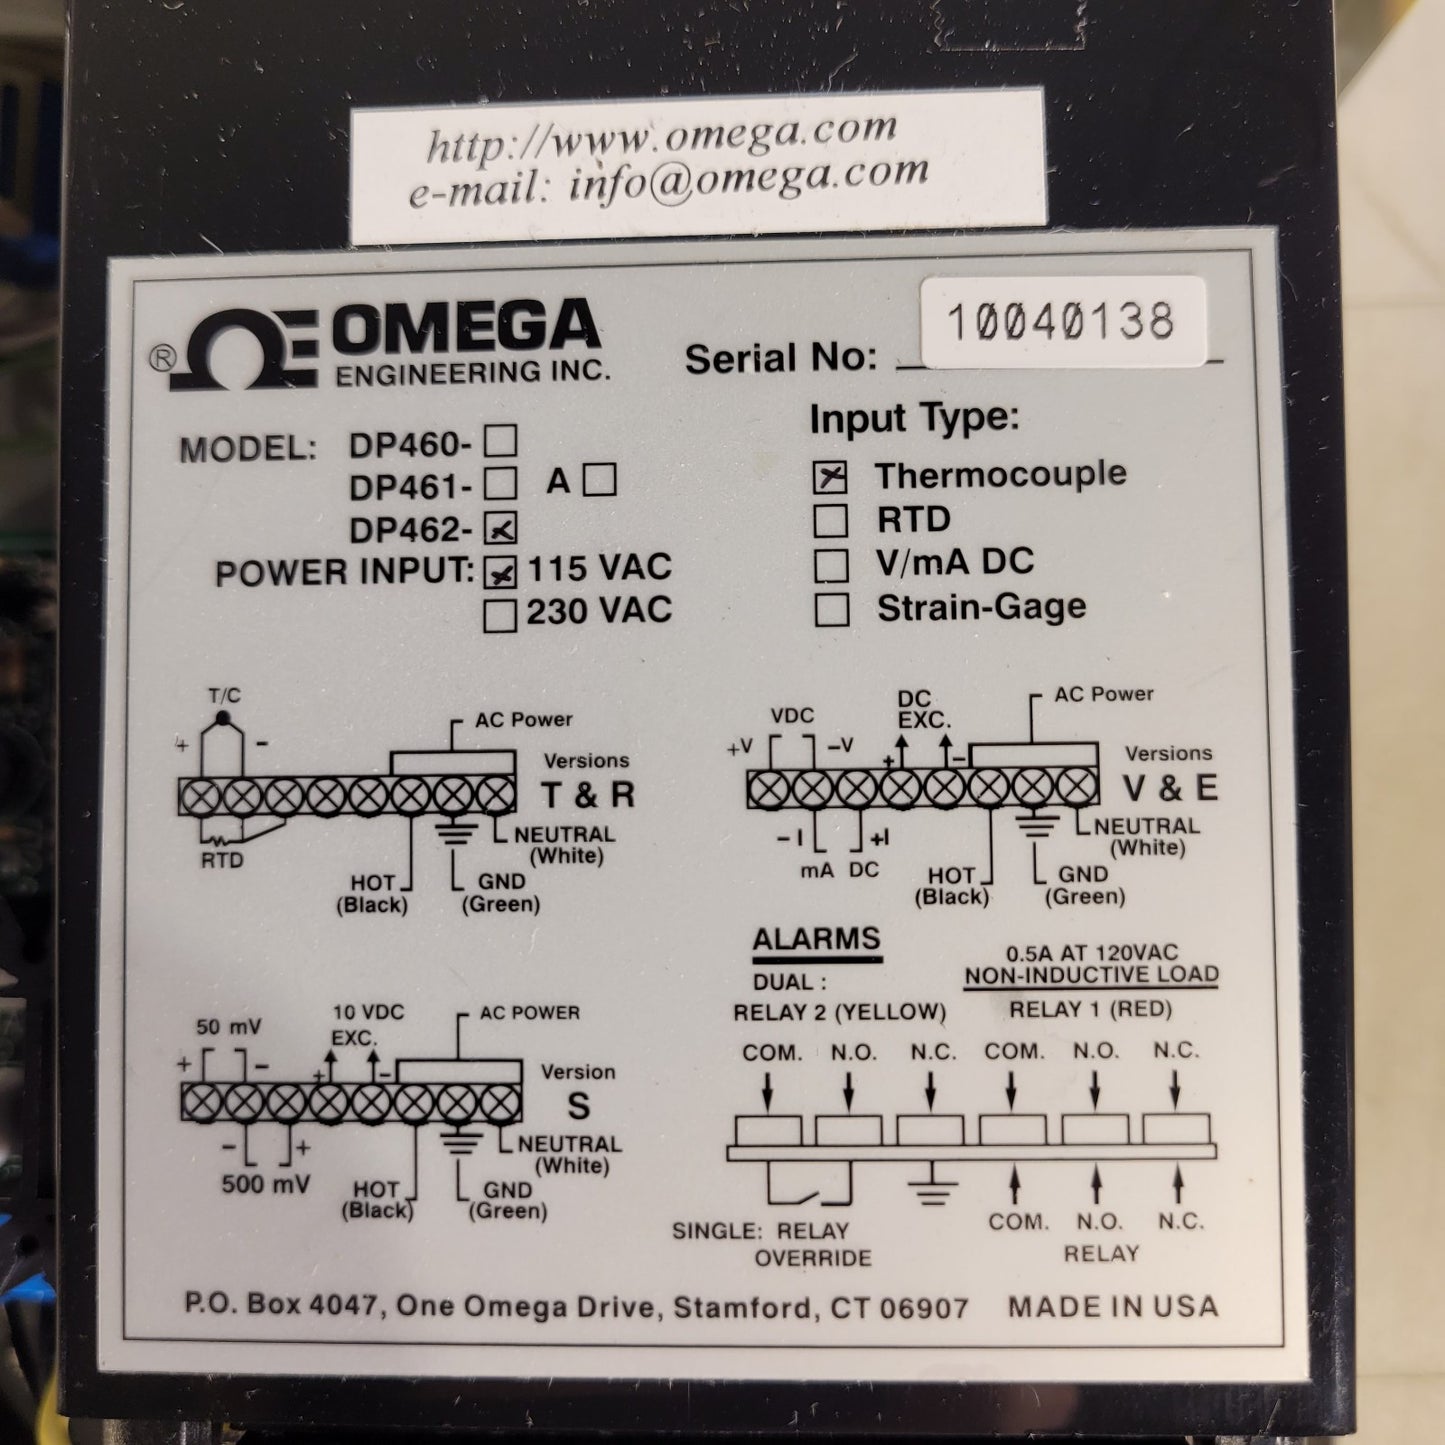 http://www.omega.com
e-mail: info@omega.com
® OMEGA
ENGINEERING INC.
Serial No: 10040138
MODEL: DP460-
DP461- A
DP462-
POWER INPUT: 115 VAC
230 VAC
Input Type:
Thermocouple
RTD
V/mA DC
Strain-Gage
T/C
+ -
AC Power
Versions
T & R
RTD
HOT
(Black)
GND
(Green)
NEUTRAL
(White)
VDC
+V -V
DC
EXC.
+ -
AC Power
Versions
V & E
-I +I
mA DC
HOT
(Black)
GND
(Green)
NEUTRAL
(White)
50 mV
+ -
10 VDC
EXC.
+ -
AC POWER
Version
S
- +
500 mV
HOT
(Black)
GND
(Green)
NEUTRAL
(White)
ALARMS
DUAL :
RELAY 2 (YELLOW)
0.5A AT 120VAC
NON-INDUCTIVE LOAD
RELAY 1 (RED)
COM. N.O. N.C. COM. N.O. N.C.
SINGLE: RELAY
OVERRIDE
COM. N.O. N.C.
RELAY
P.O. Box 4047, One Omega Drive, Stamford, CT 06907 MADE IN USA